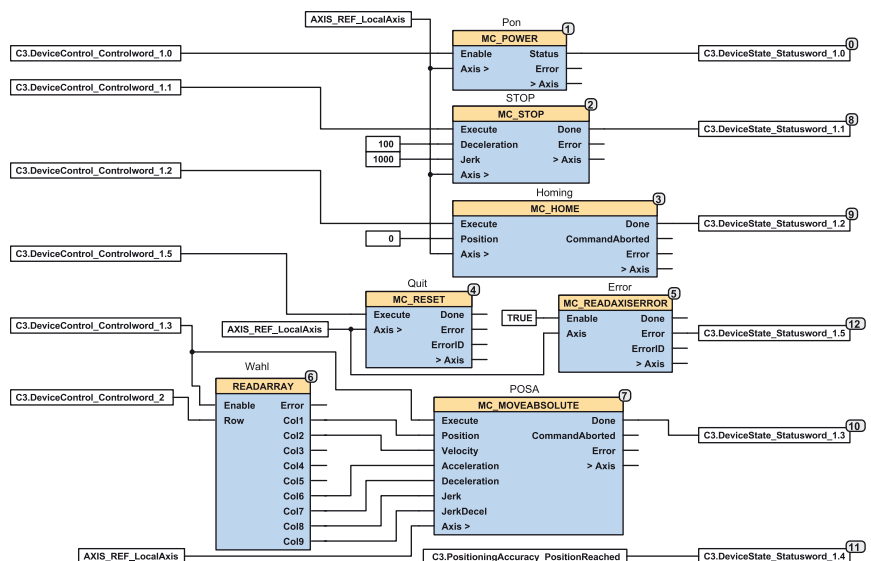 AXIS_REF_LocalAxis
Pon
1
MC_POWER
0
C3.DeviceControl_Controlword_1.0
Enable Status
C3.DeviceState_Statusword_1.0
Axis > Error
> Axis
C3.DeviceControl_Controlword_1.1
STOP
2
MC_STOP
8
Execute Done
C3.DeviceState_Statusword_1.1
100
Deceleration Error
1000
Jerk > Axis
Axis >
C3.DeviceControl_Controlword_1.2
Homing
3
MC_HOME
9
Execute Done
C3.DeviceState_Statusword_1.2
0
Position CommandAborted
Axis > Error
> Axis
C3.DeviceControl_Controlword_1.5
Quit
4
MC_RESET
Error
5
MC_READAXISERROR
Execute Done
TRUE
Enable Done
12
C3.DeviceControl_Controlword_1.3
AXIS_REF_LocalAxis
Axis > Error
Axis Error
C3.DeviceState_Statusword_1.5
ErrorID
ErrorID
> Axis
> Axis
Wahl
6
READARRAY
POSA
7
MC_MOVEABSOLUTE
C3.DeviceControl_Controlword_2
Enable Error
Row Col1
Col2
Col3
Col4
Col5
Col6
Col7
Col8
Col9
Execute Done
Position CommandAborted
Velocity Error
Acceleration > Axis
Deceleration
Jerk
JerkDecel
Axis >
10
C3.DeviceState_Statusword_1.3
AXIS_REF_LocalAxis
C3.PositioningAccuracy_PositionReached
11
C3.DeviceState_Statusword_1.4